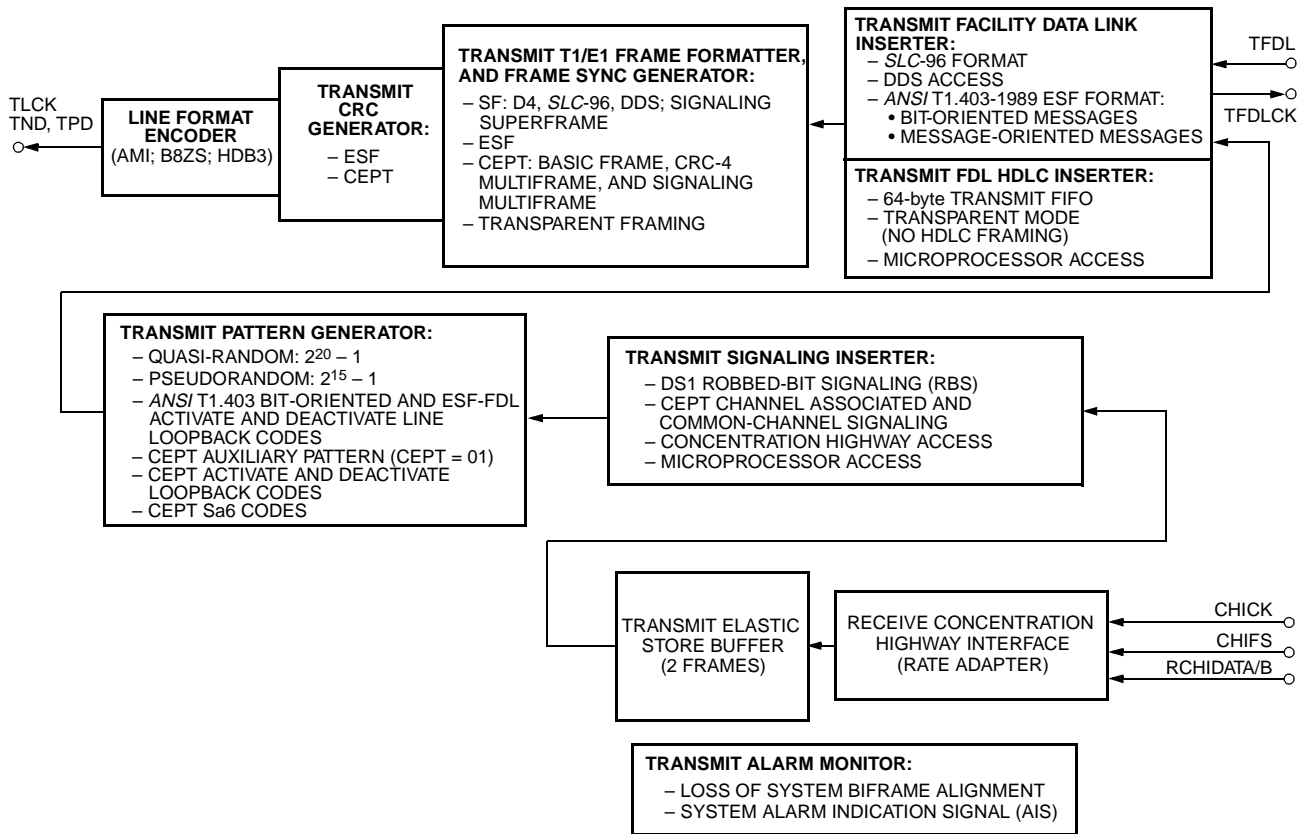 TRANSMIT FACILITY DATA LINK
INSERTER:
– SLC-96 FORMAT
– DDS ACCESS
– ANSI T1.403-1989 ESF FORMAT:
• BIT-ORIENTED MESSAGES
• MESSAGE-ORIENTED MESSAGES
TFDL
TFDLCK
TRANSMIT FDL HDLC INSERTER:
– 64-byte TRANSMIT FIFO
– TRANSPARENT MODE
(NO HDLC FRAMING)
– MICROPROCESSOR ACCESS
TRANSMIT T1/E1 FRAME FORMATTER,
AND FRAME SYNC GENERATOR:
– SF: D4, SLC-96, DDS; SIGNALING
SUPERFRAME
– ESF
– CEPT: BASIC FRAME, CRC-4
MULTIFRAME, AND SIGNALING
MULTIFRAME
– TRANSPARENT FRAMING
TRANSMIT
CRC
GENERATOR:
– ESF
– CEPT
LINE FORMAT
ENCODER
(AMI; B8ZS; HDB3)
TLCK
TND, TPD
TRANSMIT PATTERN GENERATOR:
– QUASI-RANDOM: 2²⁰ – 1
– PSEUDORANDOM: 2¹⁵ – 1
– ANSI T1.403 BIT-ORIENTED AND ESF-FDL
ACTIVATE AND DEACTIVATE LINE
LOOPBACK CODES
– CEPT AUXILIARY PATTERN (CEPT = 01)
– CEPT ACTIVATE AND DEACTIVATE
LOOPBACK CODES
– CEPT Sa6 CODES
TRANSMIT SIGNALING INSERTER:
– DS1 ROBBED-BIT SIGNALING (RBS)
– CEPT CHANNEL ASSOCIATED AND
COMMON-CHANNEL SIGNALING
– CONCENTRATION HIGHWAY ACCESS
– MICROPROCESSOR ACCESS
TRANSMIT ELASTIC
STORE BUFFER
(2 FRAMES)
RECEIVE CONCENTRATION
HIGHWAY INTERFACE
(RATE ADAPTER)
CHICK
CHIFS
RCHIDATA/B
TRANSMIT ALARM MONITOR:
– LOSS OF SYSTEM BIFRAME ALIGNMENT
– SYSTEM ALARM INDICATION SIGNAL (AIS)